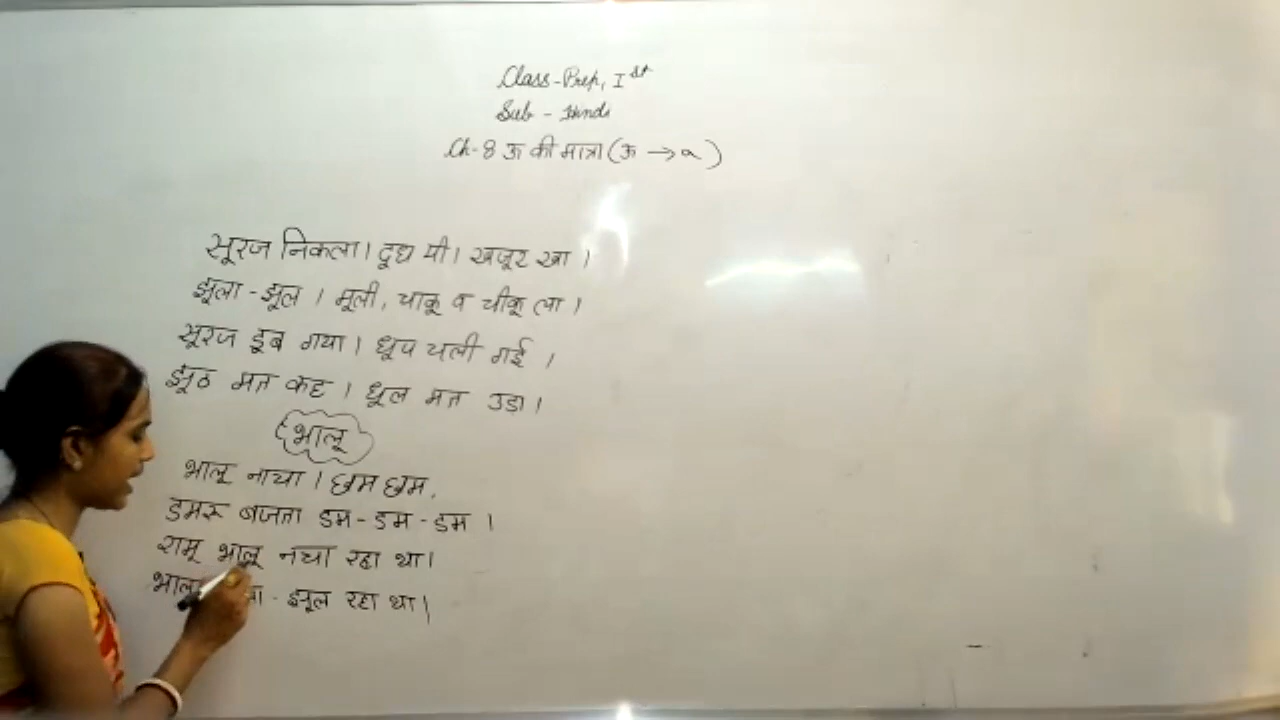 Class-Prep, Ist
Sub - Hindi
Ch-8 ऊ की मात्रा (ऊ → ू)
सूरज निकला। दूध पी। खजूर खा।
झूला-झूल। मूली, चाकू व चीकू ला।
सूरज डूब गया। धूप चली गई।
झूठ मत कह। धूल मत उड़ा।
भालू
भालू नाचा। छम छम,
डमरू बजता डम-डम-डम।
रामू भालू नचा रहा था।
झूल रहा था।